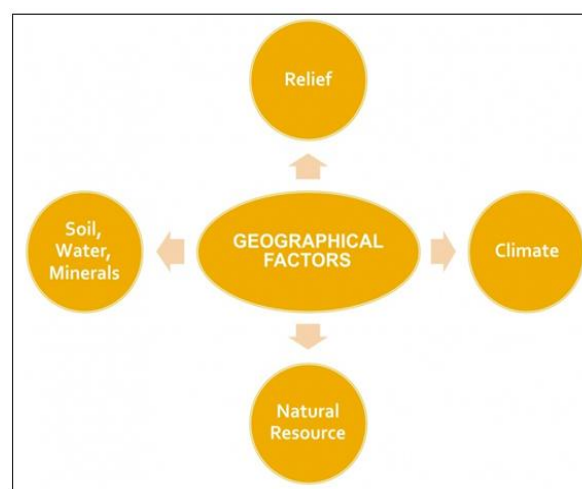 Relief
Soil,
Water,
Minerals
GEOGRAPHICAL
FACTORS
Climate
Natural
Resource